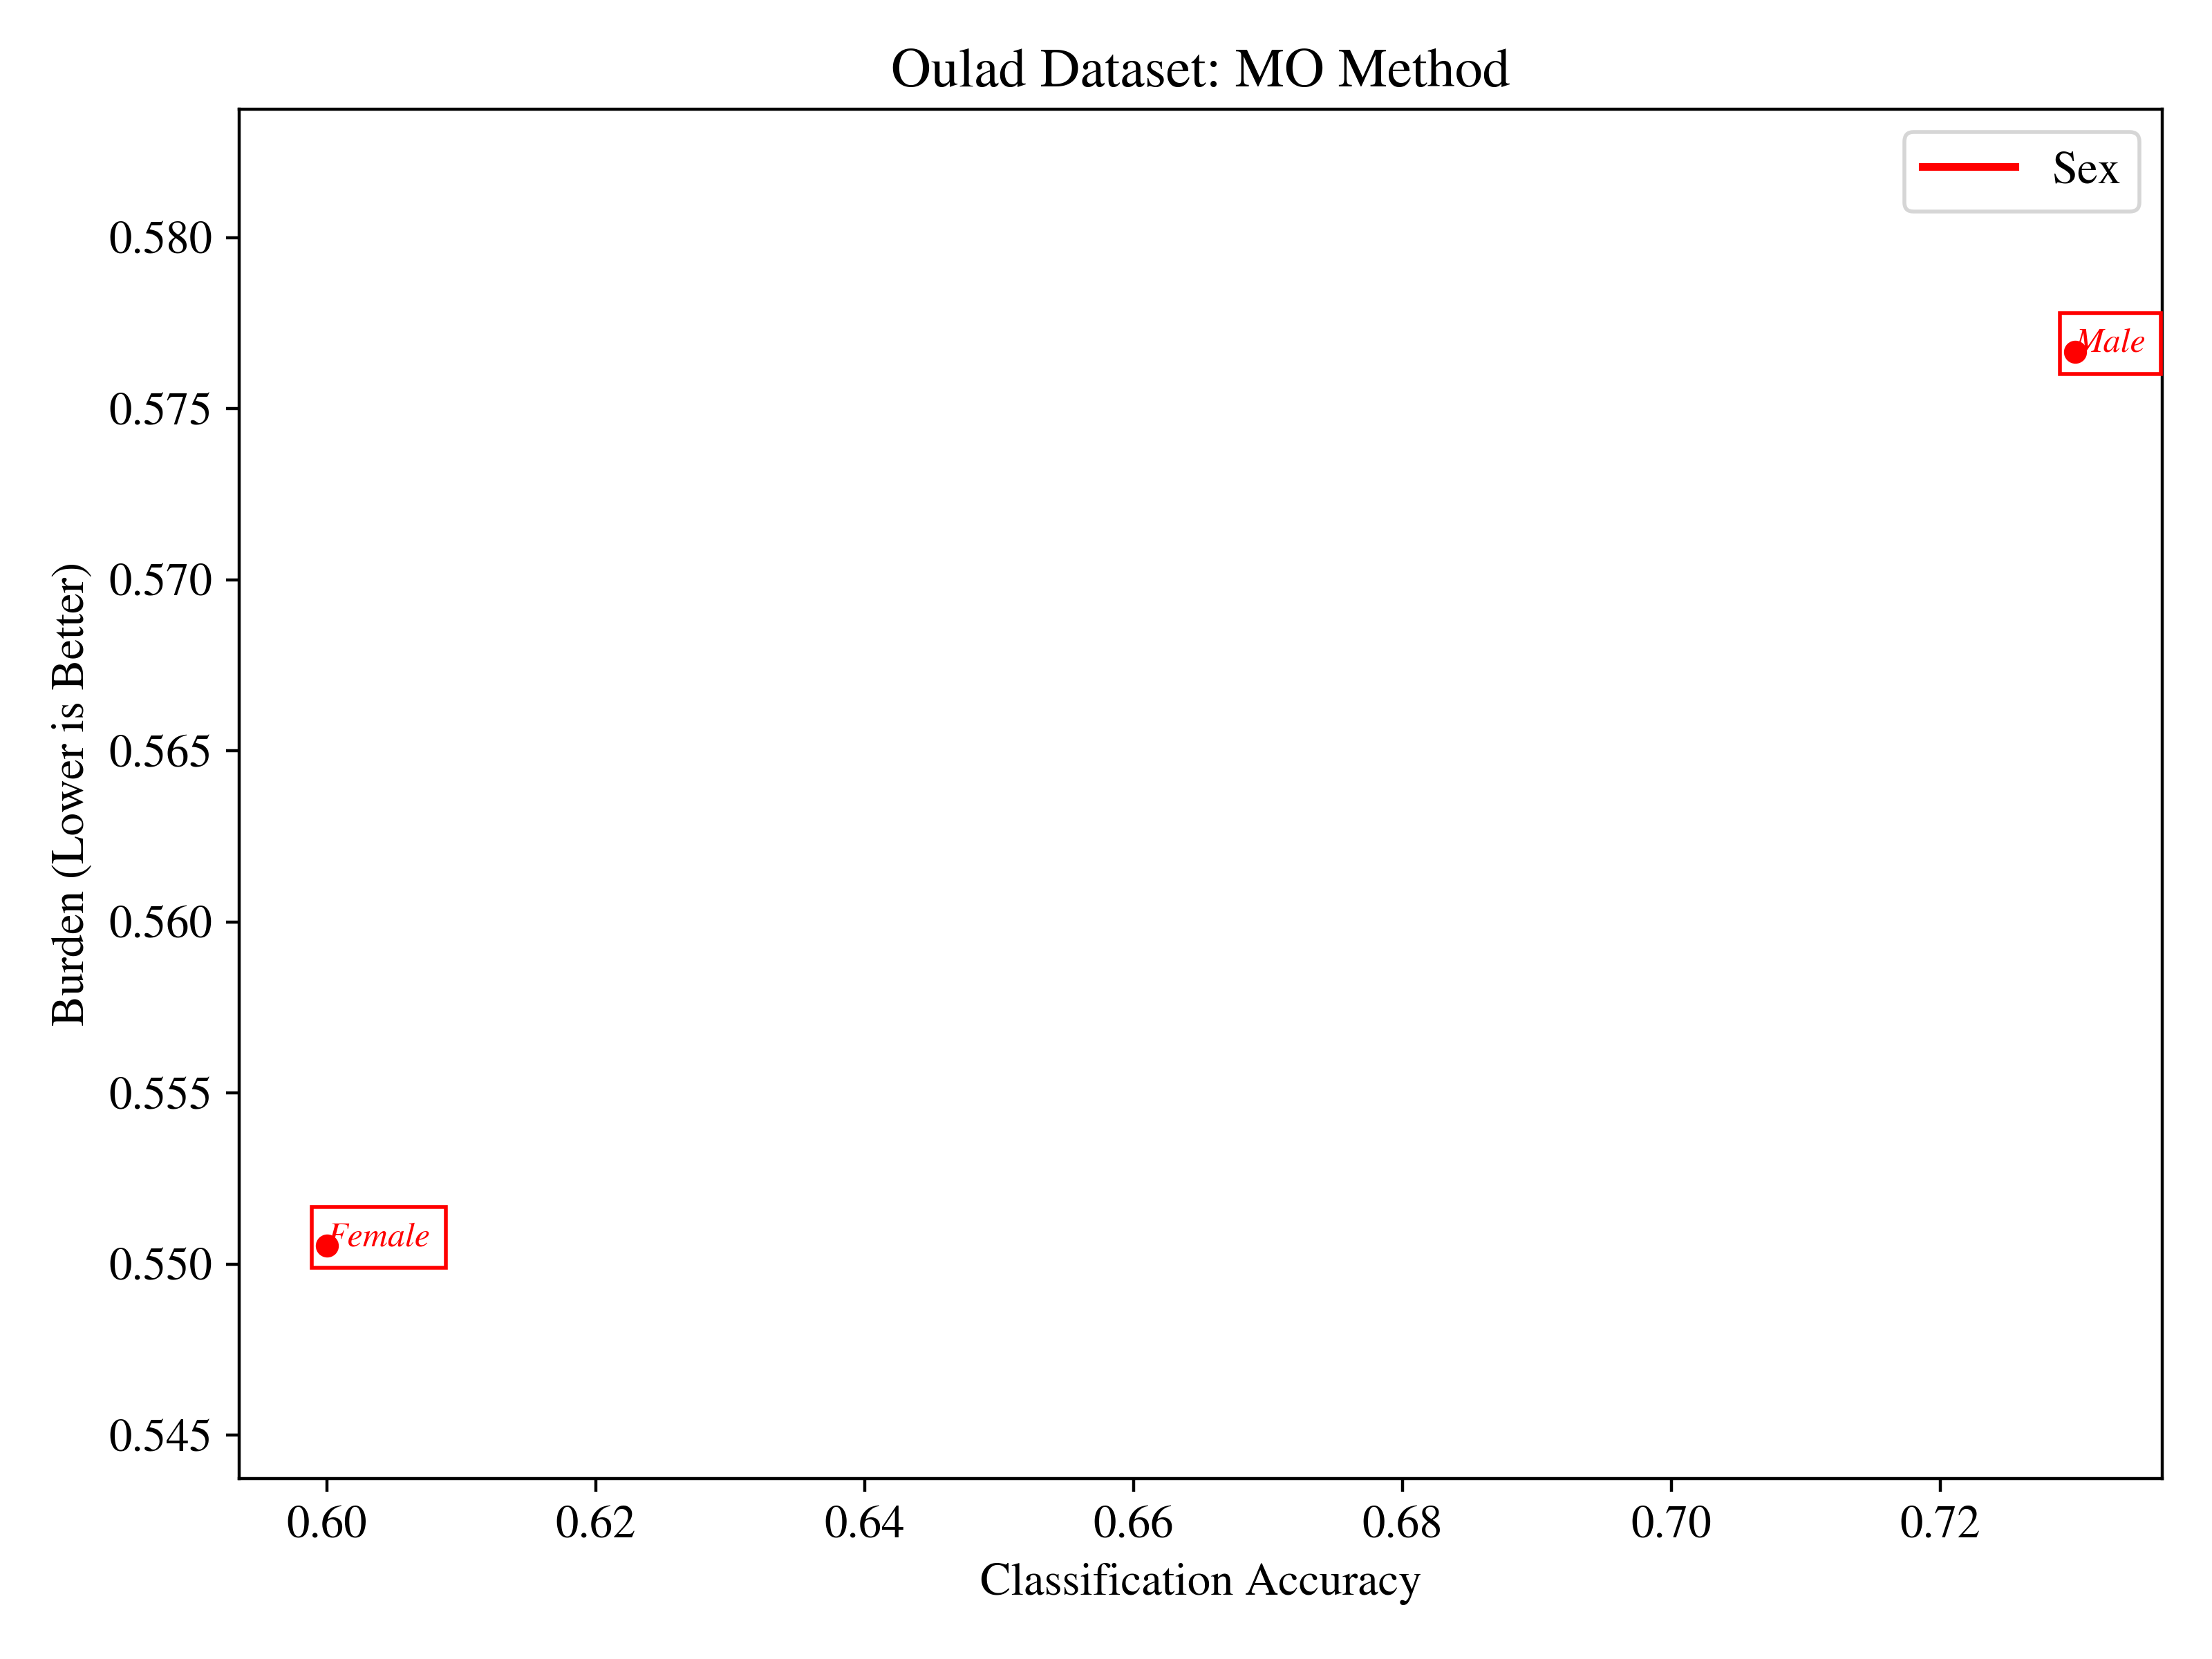 Oulad Dataset: MO Method
Sex
Male
Female
Burden (Lower is Better)
0.580
0.575
0.570
0.565
0.560
0.555
0.550
0.545
0.60 0.62 0.64 0.66 0.68 0.70 0.72
Classification Accuracy